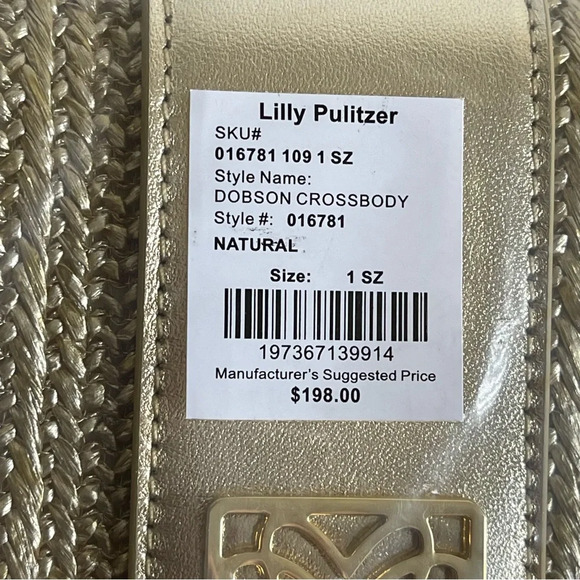 Lilly Pulitzer
SKU#
016781 109 1 SZ
Style Name:
DOBSON CROSSBODY
Style #: 016781
NATURAL
Size: 1 SZ
197367139914
Manufacturer's Suggested Price
$198.00